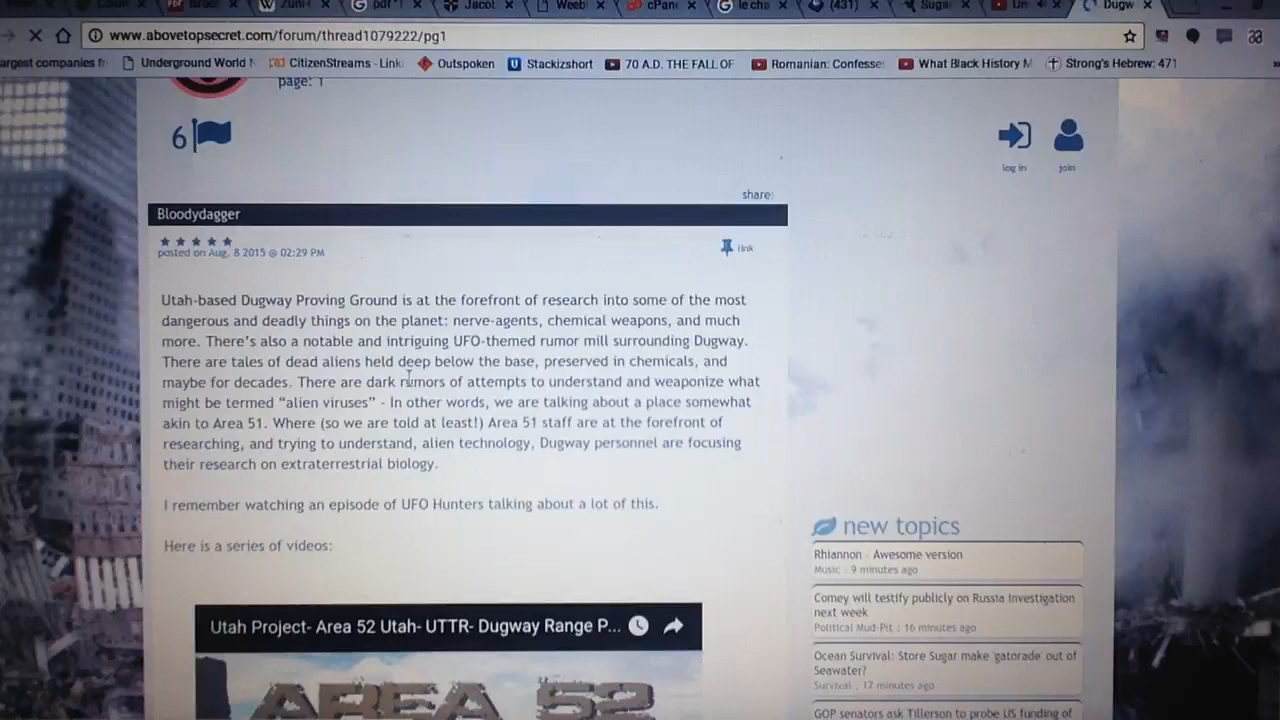 Jacol
Weebl
cPan
(431)
Suga
Dugw
www.abovetopsecret.com/forum/thread1079222/pg1
argest companies fr
Underground World N
CitizenStreams - Link
Outspoken
Stackizshort
70 A.D. THE FALL OF
Romanian: Confesse
What Black History M
Strong's Hebrew: 471
page: 1
6
log in
join
share:
Bloodydagger
posted on Aug, 8 2015 @ 02:29 PM
link
Utah-based Dugway Proving Ground is at the forefront of research into some of the most
dangerous and deadly things on the planet: nerve-agents, chemical weapons, and much
more. There's also a notable and intriguing UFO-themed rumor mill surrounding Dugway.
There are tales of dead aliens held deep below the base, preserved in chemicals, and
maybe for decades. There are dark rumors of attempts to understand and weaponize what
might be termed “alien viruses” - In other words, we are talking about a place somewhat
akin to Area 51. Where (so we are told at least!) Area 51 staff are at the forefront of
researching, and trying to understand, alien technology, Dugway personnel are focusing
their research on extraterrestrial biology.
I remember watching an episode of UFO Hunters talking about a lot of this.
Here is a series of videos:
Utah Project- Area 52 Utah- UTTR- Dugway Range P...
AREA 52
new topics
Rhiannon - Awesome version
Music : 9 minutes ago
Comey will testify publicly on Russia investigation
next week
Political Mud-Pit : 16 minutes ago
Ocean Survival: Store Sugar make 'gatorade' out of
Seawater?
Survival : 17 minutes ago
GOP senators ask Tillerson to probe US funding of